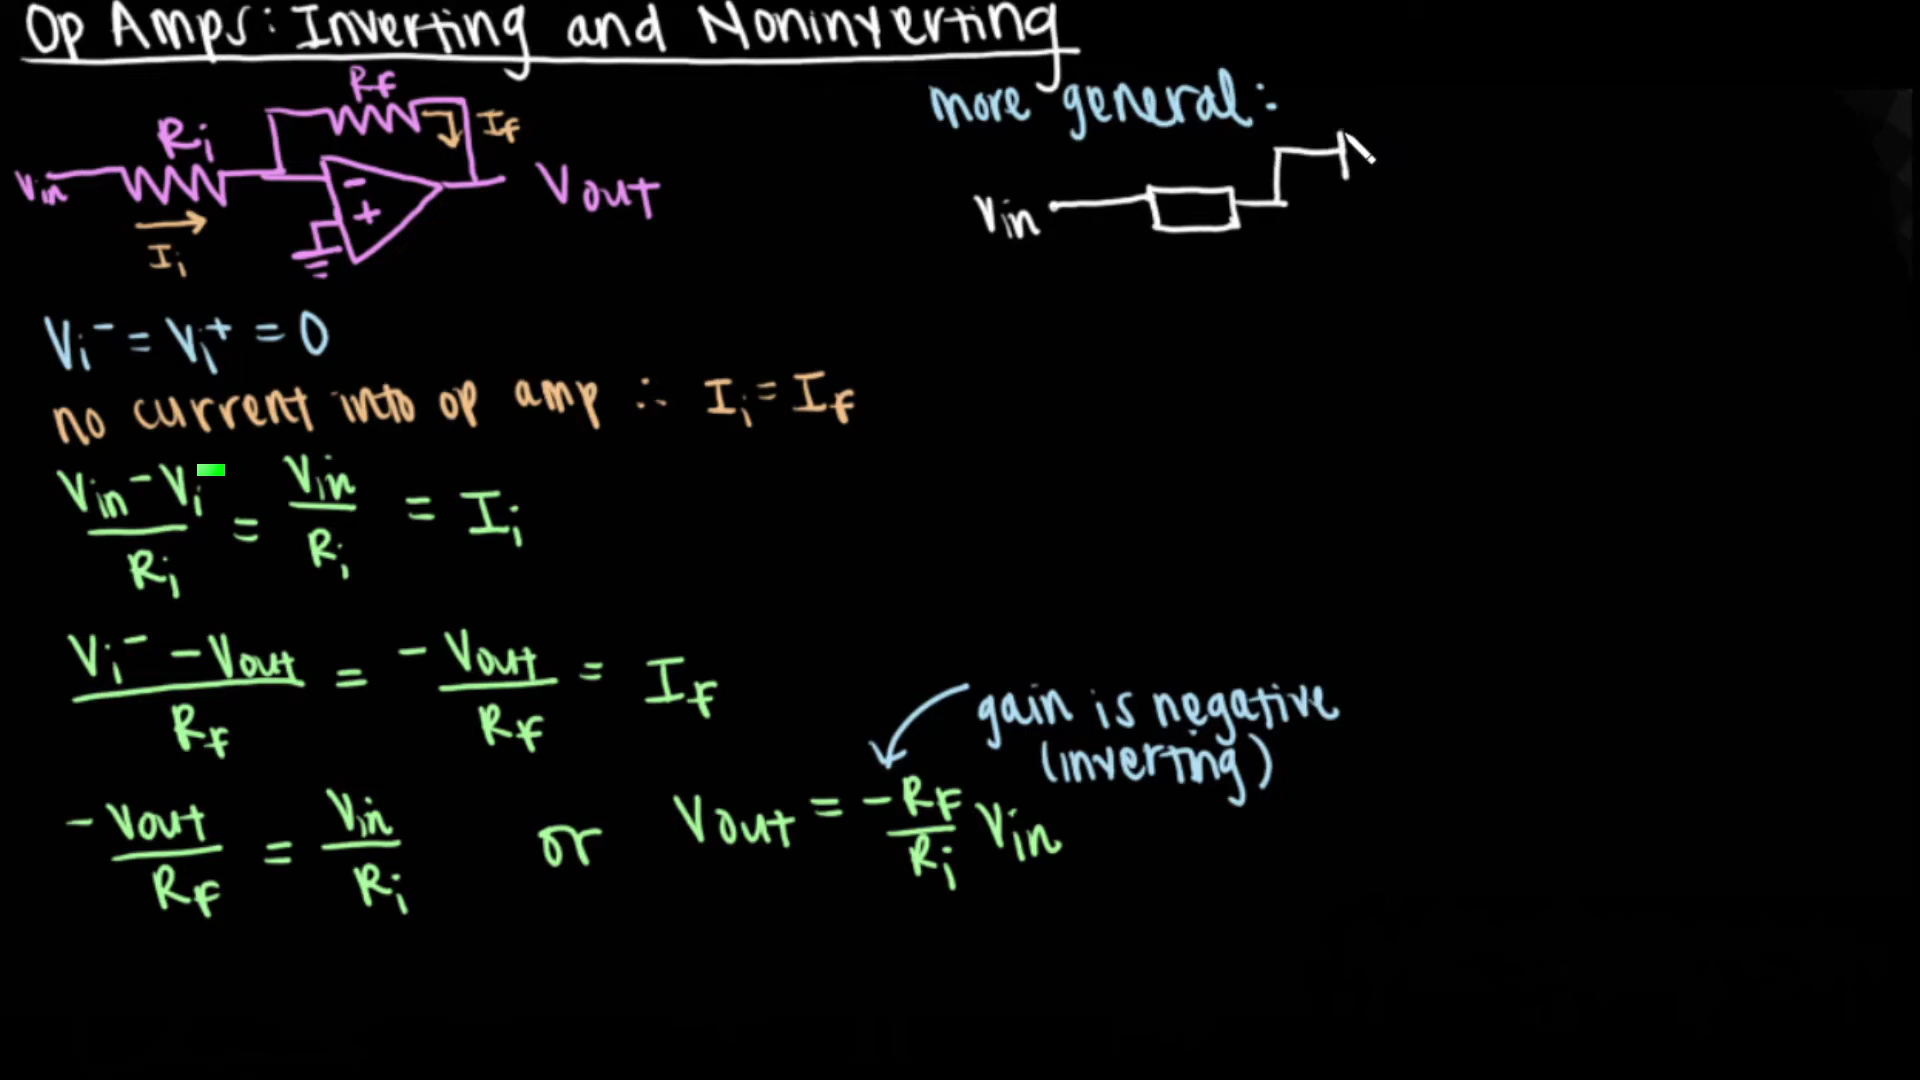 Op Amps: Inverting and Noninverting
more general:
Rf
If
Ri
Vin
Vout
Ii
- 
+
Vin
Vi⁻ = Vi⁺ = 0
no current into op amp ∴ Ii = If
(Vin - Vi⁻)/Ri = Vin/Ri = Ii
(Vi⁻ - Vout)/Rf = -Vout/Rf = If
gain is negative
(inverting)
-Vout/Rf = Vin/Ri or Vout = -Rf/Ri Vin